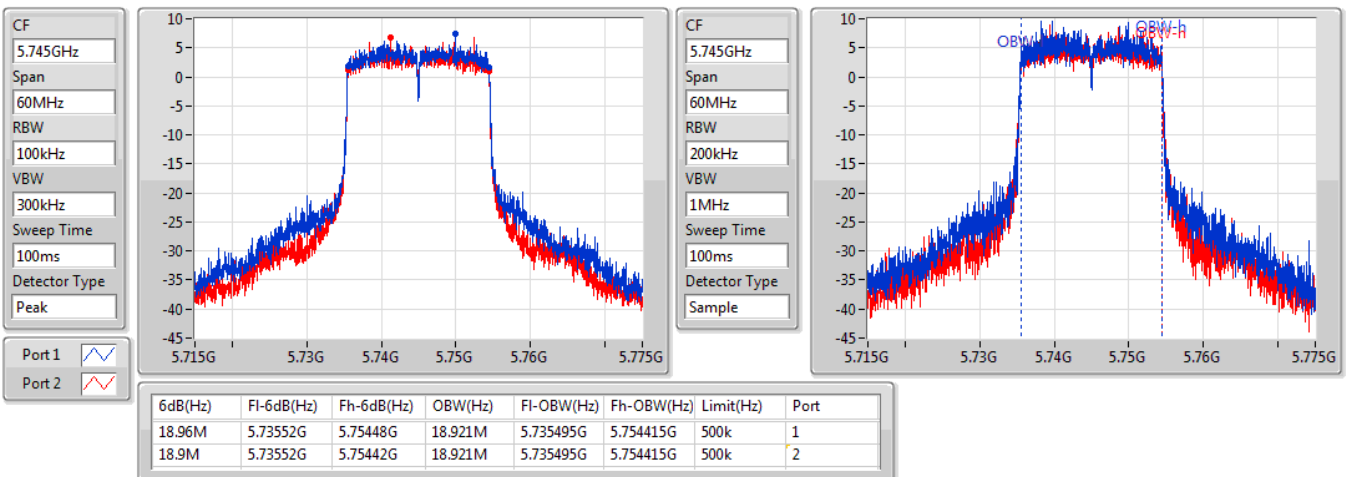 CF
5.745GHz
Span
60MHz
RBW
100kHz
VBW
300kHz
Sweep Time
100ms
Detector Type
Peak
Port 1
Port 2
10
5
0
-5
-10
-15
-20
-25
-30
-35
-40
-45
5.715G 5.73G 5.74G 5.75G 5.76G 5.775G
CF
5.745GHz
Span
60MHz
RBW
200kHz
VBW
1MHz
Sweep Time
100ms
Detector Type
Sample
10
5
0
-5
-10
-15
-20
-25
-30
-35
-40
-45
5.715G 5.73G 5.74G 5.75G 5.76G 5.775G
OBW-h
OBW-h
6dB(Hz) Fl-6dB(Hz) Fh-6dB(Hz) OBW(Hz) Fl-OBW(Hz) Fh-OBW(Hz) Limit(Hz) Port
18.96M 5.73552G 5.75448G 18.921M 5.735495G 5.754415G 500k 1
18.9M 5.73552G 5.75442G 18.921M 5.735495G 5.754415G 500k 2